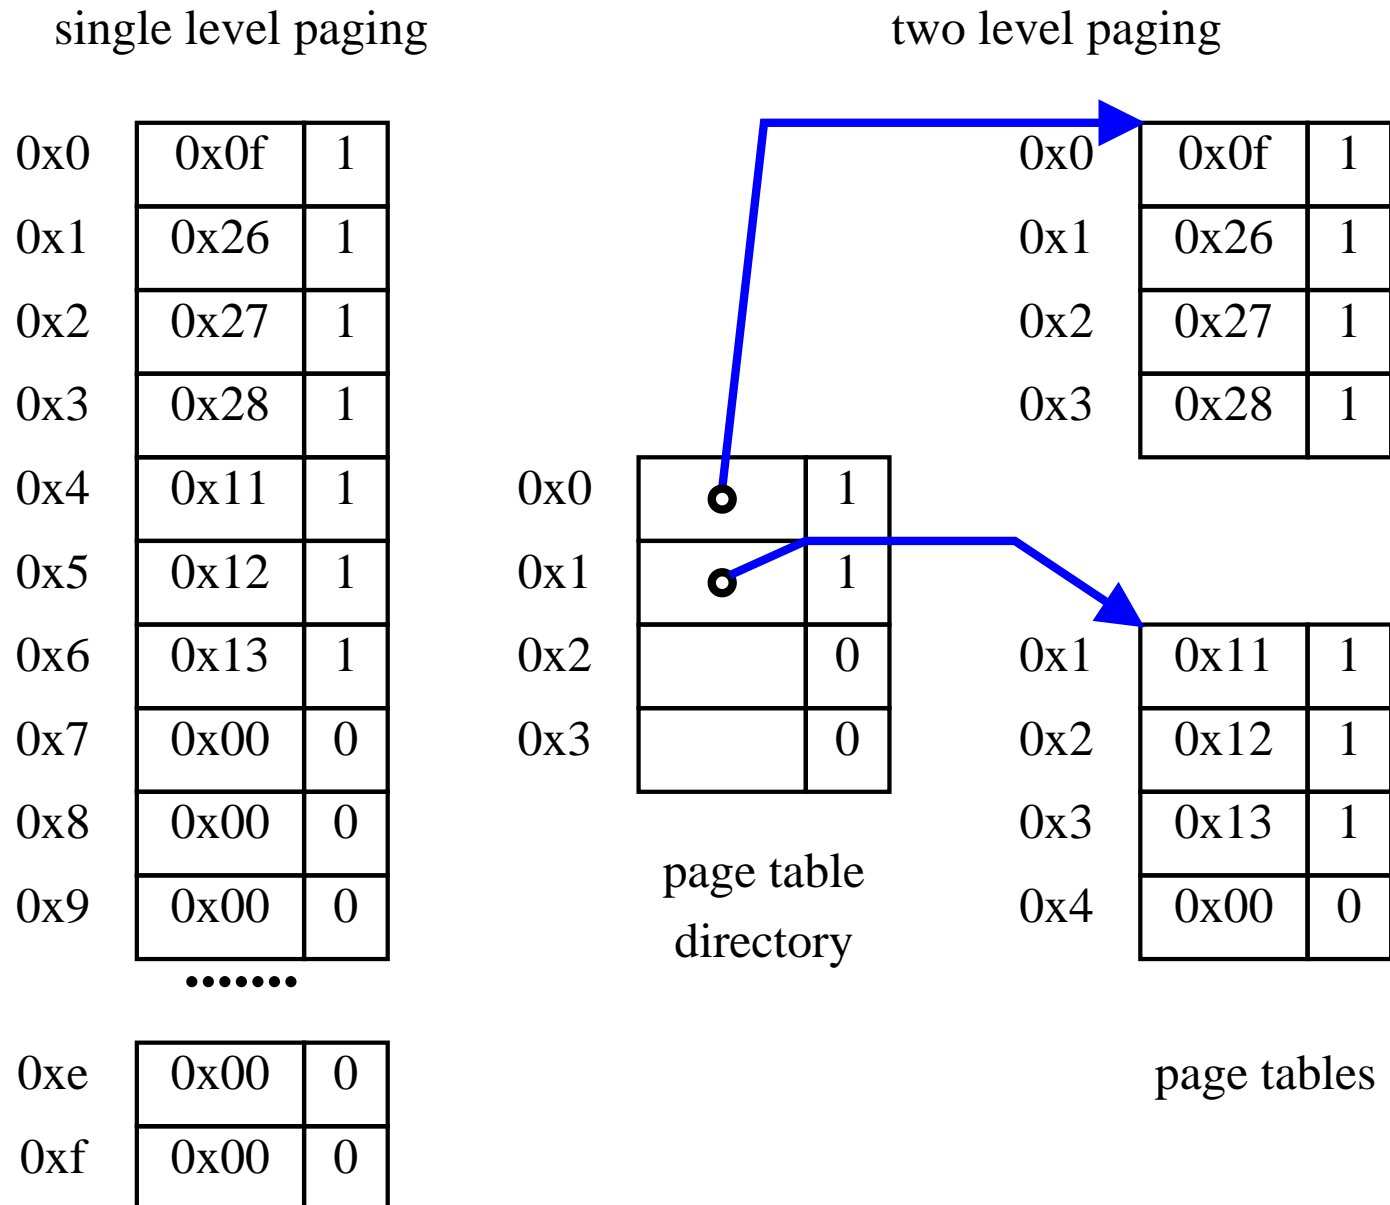 single level paging
0x0 0x0f 1
0x1 0x26 1
0x2 0x27 1
0x3 0x28 1
0x4 0x11 1
0x5 0x12 1
0x6 0x13 1
0x7 0x00 0
0x8 0x00 0
0x9 0x00 0
0xe 0x00 0
0xf 0x00 0
two level paging
0x0 1
0x1 1
0x2 0
0x3 0
page table
directory
0x0 0x0f 1
0x1 0x26 1
0x2 0x27 1
0x3 0x28 1
0x1 0x11 1
0x2 0x12 1
0x3 0x13 1
0x4 0x00 0
page tables